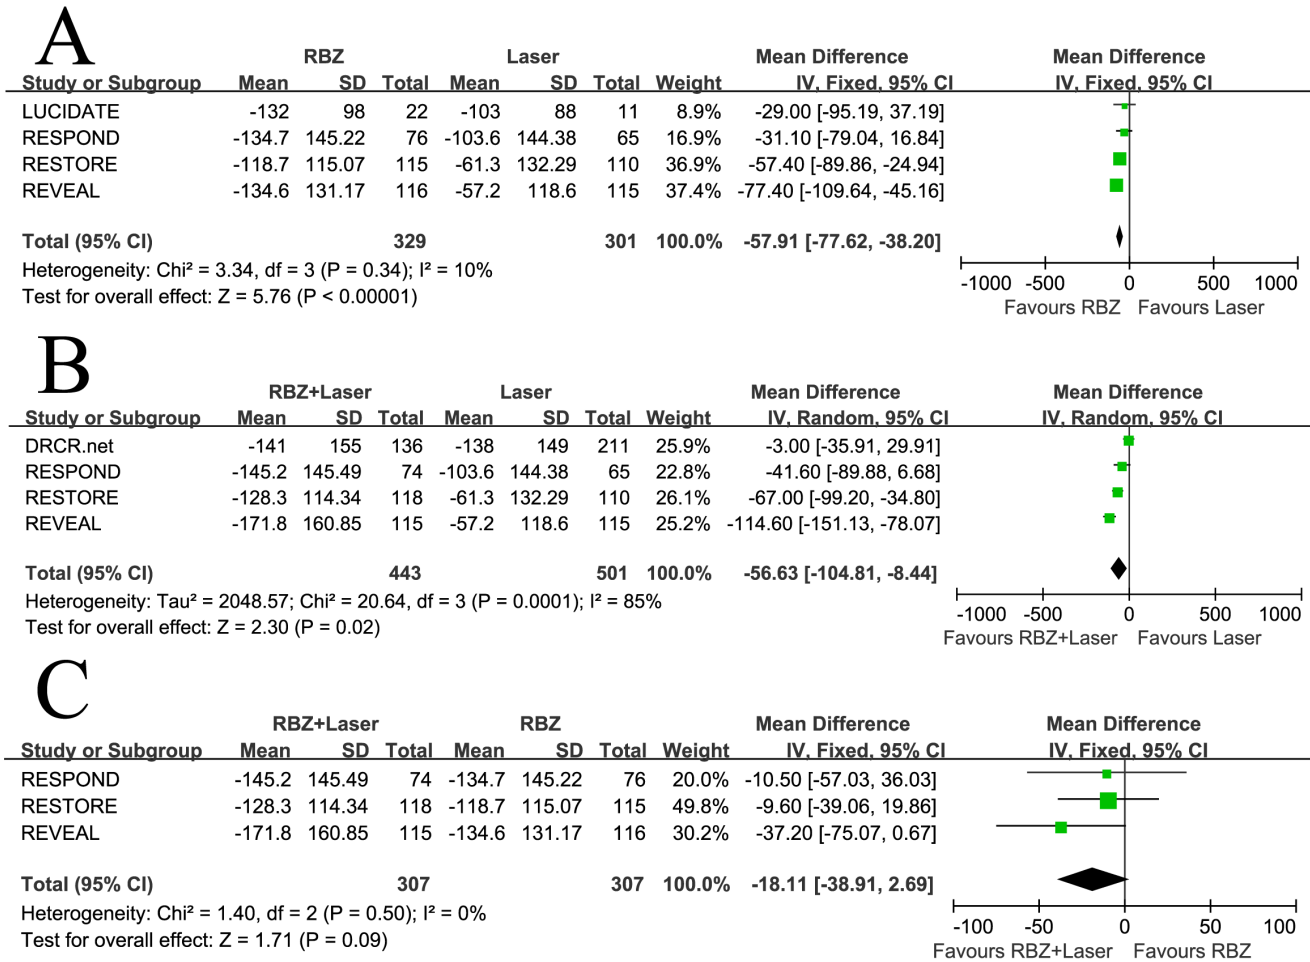 A
RBZ Laser Mean Difference Mean Difference
Study or Subgroup Mean SD Total Mean SD Total Weight IV, Fixed, 95% CI IV, Fixed, 95% CI
LUCIDATE -132 98 22 -103 88 11 8.9% -29.00 [-95.19, 37.19]
RESPOND -134.7 145.22 76 -103.6 144.38 65 16.9% -31.10 [-79.04, 16.84]
RESTORE -118.7 115.07 115 -61.3 132.29 110 36.9% -57.40 [-89.86, -24.94]
REVEAL -134.6 131.17 116 -57.2 118.6 115 37.4% -77.40 [-109.64, -45.16]
Total (95% CI) 329 301 100.0% -57.91 [-77.62, -38.20]
Heterogeneity: Chi² = 3.34, df = 3 (P = 0.34); I² = 10%
Test for overall effect: Z = 5.76 (P < 0.00001)
-1000 -500 0 500 1000
Favours RBZ Favours Laser
B
RBZ+Laser Laser Mean Difference Mean Difference
Study or Subgroup Mean SD Total Mean SD Total Weight IV, Random, 95% CI IV, Random, 95% CI
DRCR.net -141 155 136 -138 149 211 25.9% -3.00 [-35.91, 29.91]
RESPOND -145.2 145.49 74 -103.6 144.38 65 22.8% -41.60 [-89.88, 6.68]
RESTORE -128.3 114.34 118 -61.3 132.29 110 26.1% -67.00 [-99.20, -34.80]
REVEAL -171.8 160.85 115 -57.2 118.6 115 25.2% -114.60 [-151.13, -78.07]
Total (95% CI) 443 501 100.0% -56.63 [-104.81, -8.44]
Heterogeneity: Tau² = 2048.57; Chi² = 20.64, df = 3 (P = 0.0001); I² = 85%
Test for overall effect: Z = 2.30 (P = 0.02)
-1000 -500 0 500 1000
Favours RBZ+Laser Favours Laser
C
RBZ+Laser RBZ Mean Difference Mean Difference
Study or Subgroup Mean SD Total Mean SD Total Weight IV, Fixed, 95% CI IV, Fixed, 95% CI
RESPOND -145.2 145.49 74 -134.7 145.22 76 20.0% -10.50 [-57.03, 36.03]
RESTORE -128.3 114.34 118 -118.7 115.07 115 49.8% -9.60 [-39.06, 19.86]
REVEAL -171.8 160.85 115 -134.6 131.17 116 30.2% -37.20 [-75.07, 0.67]
Total (95% CI) 307 307 100.0% -18.11 [-38.91, 2.69]
Heterogeneity: Chi² = 1.40, df = 2 (P = 0.50); I² = 0%
Test for overall effect: Z = 1.71 (P = 0.09)
-100 -50 0 50 100
Favours RBZ+Laser Favours RBZ